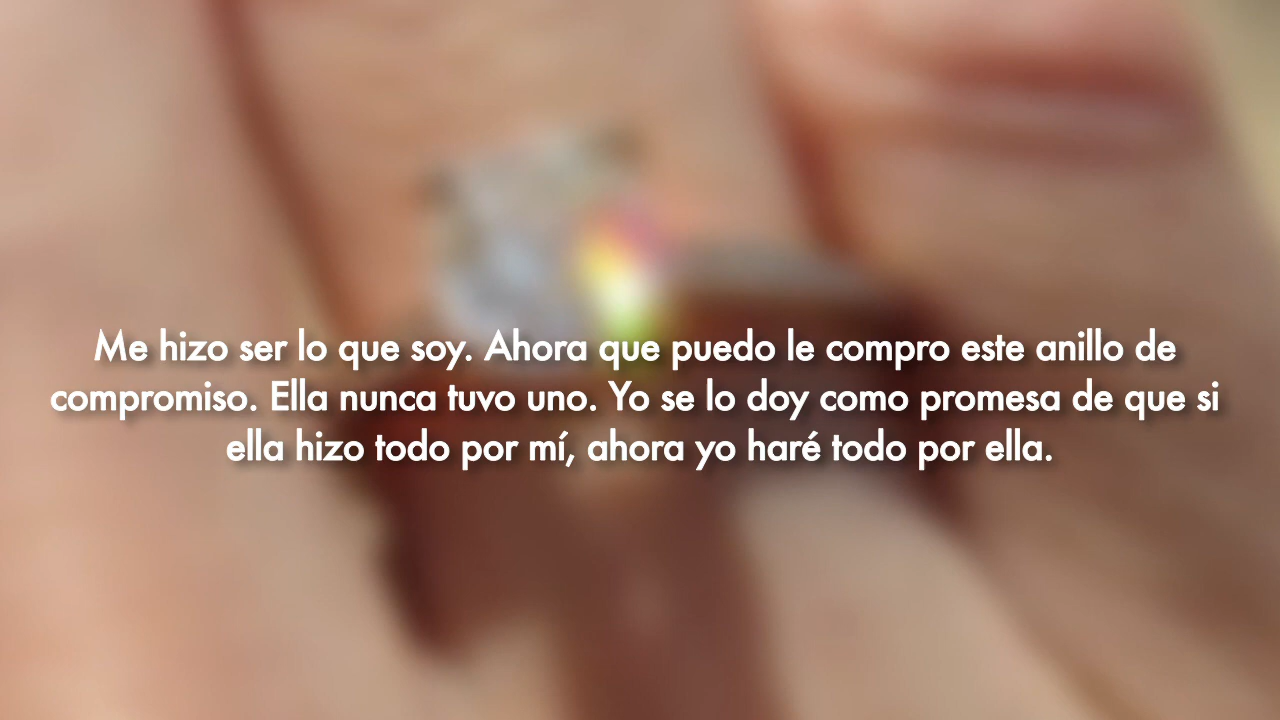 Me hizo ser lo que soy. Ahora que puedo le compro este anillo de
compromiso. Ella nunca tuvo uno. Yo se lo doy como promesa de que si
ella hizo todo por mí, ahora yo haré todo por ella.